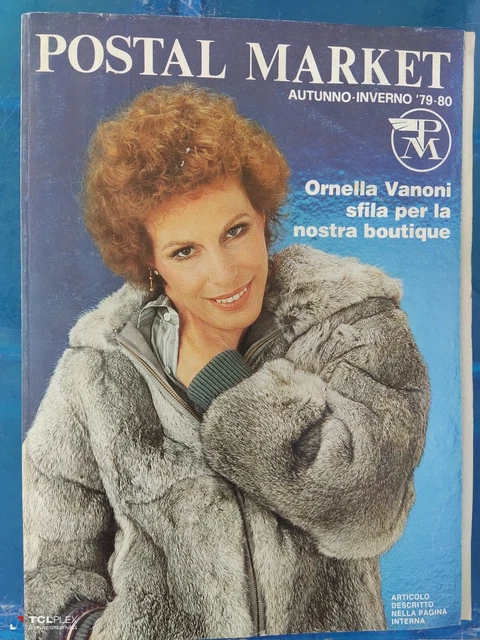 POSTAL MARKET
AUTUNNO-INVERNO '79-80
PM
Ornella Vanoni
sfila per la
nostra boutique
ARTICOLO
DESCRITTO
NELLA PAGINA
INTERNA
TCLPLEX